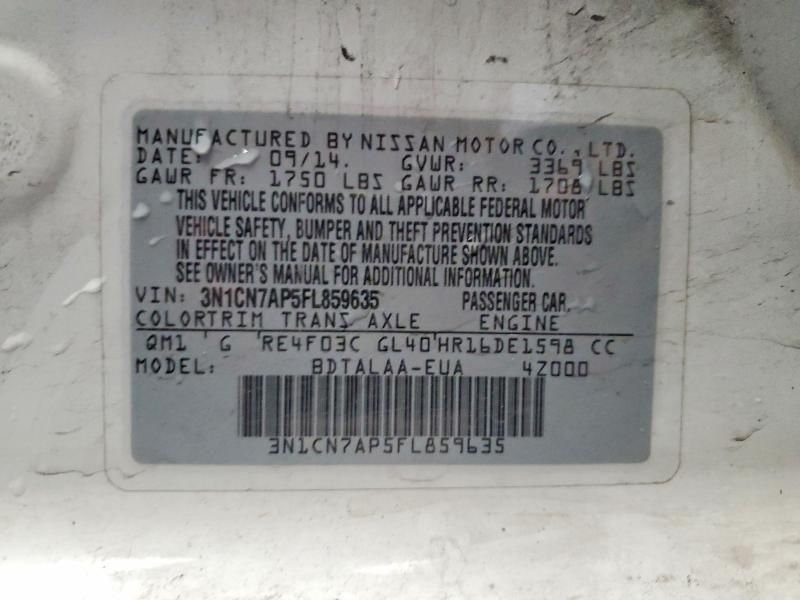 MANUFACTURED BY NISSAN MOTOR CO., LTD.
DATE: 09/14. GVWR: 3369 LBS
GAWR FR: 1750 LBS GAWR RR: 1708 LBS
THIS VEHICLE CONFORMS TO ALL APPLICABLE FEDERAL MOTOR
VEHICLE SAFETY, BUMPER AND THEFT PREVENTION STANDARDS
IN EFFECT ON THE DATE OF MANUFACTURE SHOWN ABOVE.
SEE OWNER'S MANUAL FOR ADDITIONAL INFORMATION.
VIN: 3N1CN7AP5FL859635 PASSENGER CAR.
COLORTRIM TRANS AXLE ENGINE
QM1 G RE4F03C GL40 HR16DE1598 CC
MODEL: BDTALAA-EUA 4Z000
3N1CN7AP5FL859635